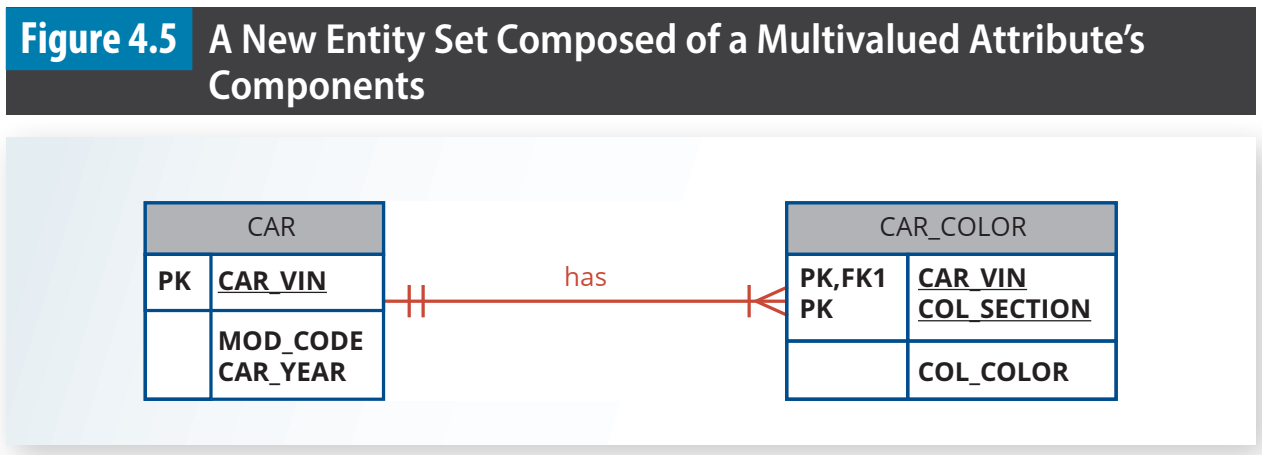 Figure 4.5 A New Entity Set Composed of a Multivalued Attribute’s
Components
CAR
PK CAR_VIN
MOD_CODE
CAR_YEAR
has
CAR_COLOR
PK,FK1 CAR_VIN
PK COL_SECTION
COL_COLOR